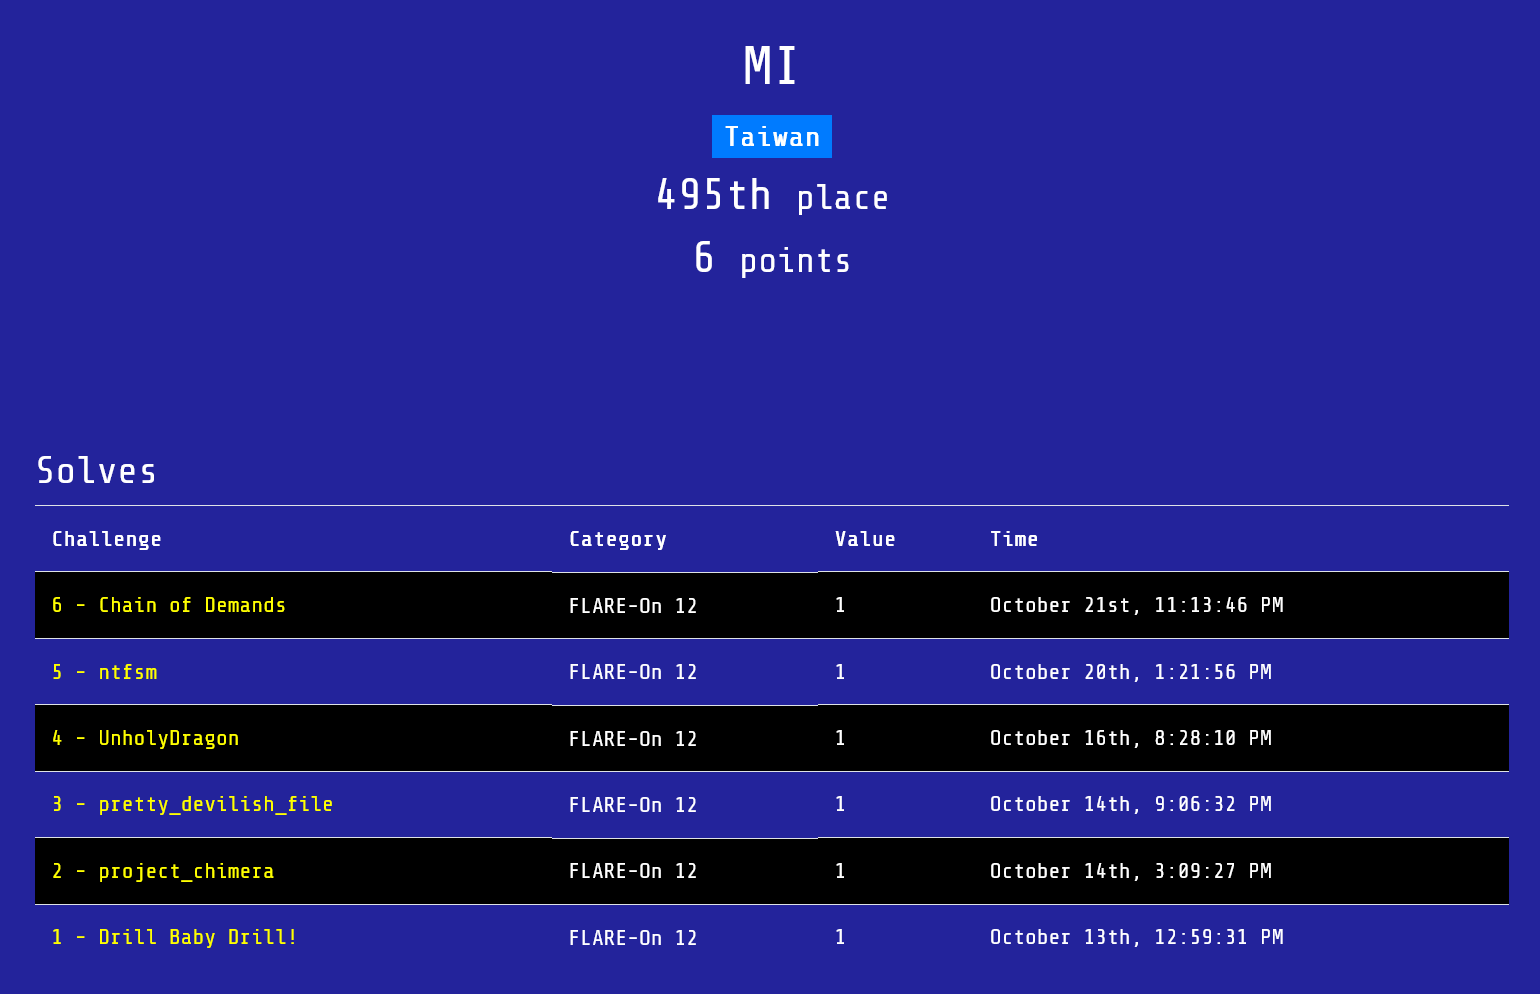 MI
Taiwan
495th place
6 points
Solves
Challenge Category Value Time
6 - Chain of Demands FLARE-On 12 1 October 21st, 11:13:46 PM
5 - ntfsm FLARE-On 12 1 October 20th, 1:21:56 PM
4 - UnholyDragon FLARE-On 12 1 October 16th, 8:28:10 PM
3 - pretty_devilish_file FLARE-On 12 1 October 14th, 9:06:32 PM
2 - project_chimera FLARE-On 12 1 October 14th, 3:09:27 PM
1 - Drill Baby Drill! FLARE-On 12 1 October 13th, 12:59:31 PM